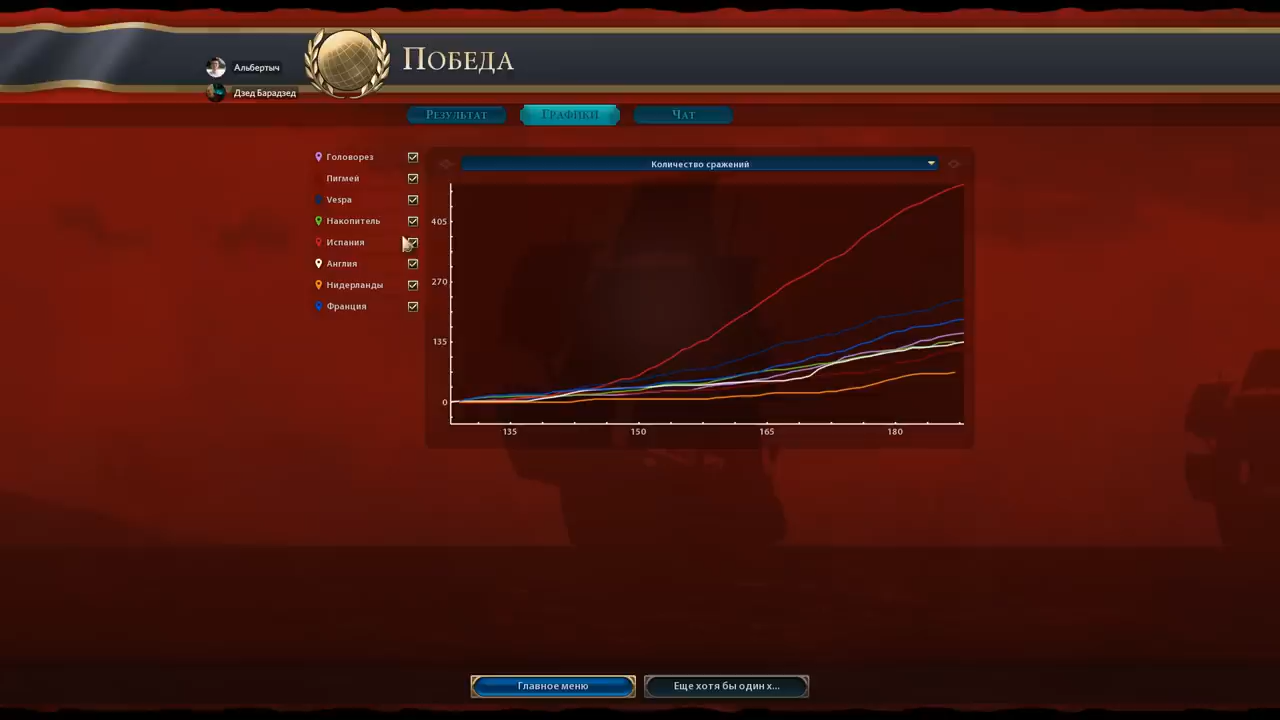 Альбертыч
Дзед Барадзед
Победа
Результат
Графики
Чат
Головорез
Пигмей
Vespa
Накопитель
Испания
Англия
Нидерланды
Франция
Количество сражений
405
270
135
0
135
150
165
180
Главное меню
Еще хотя бы один х...